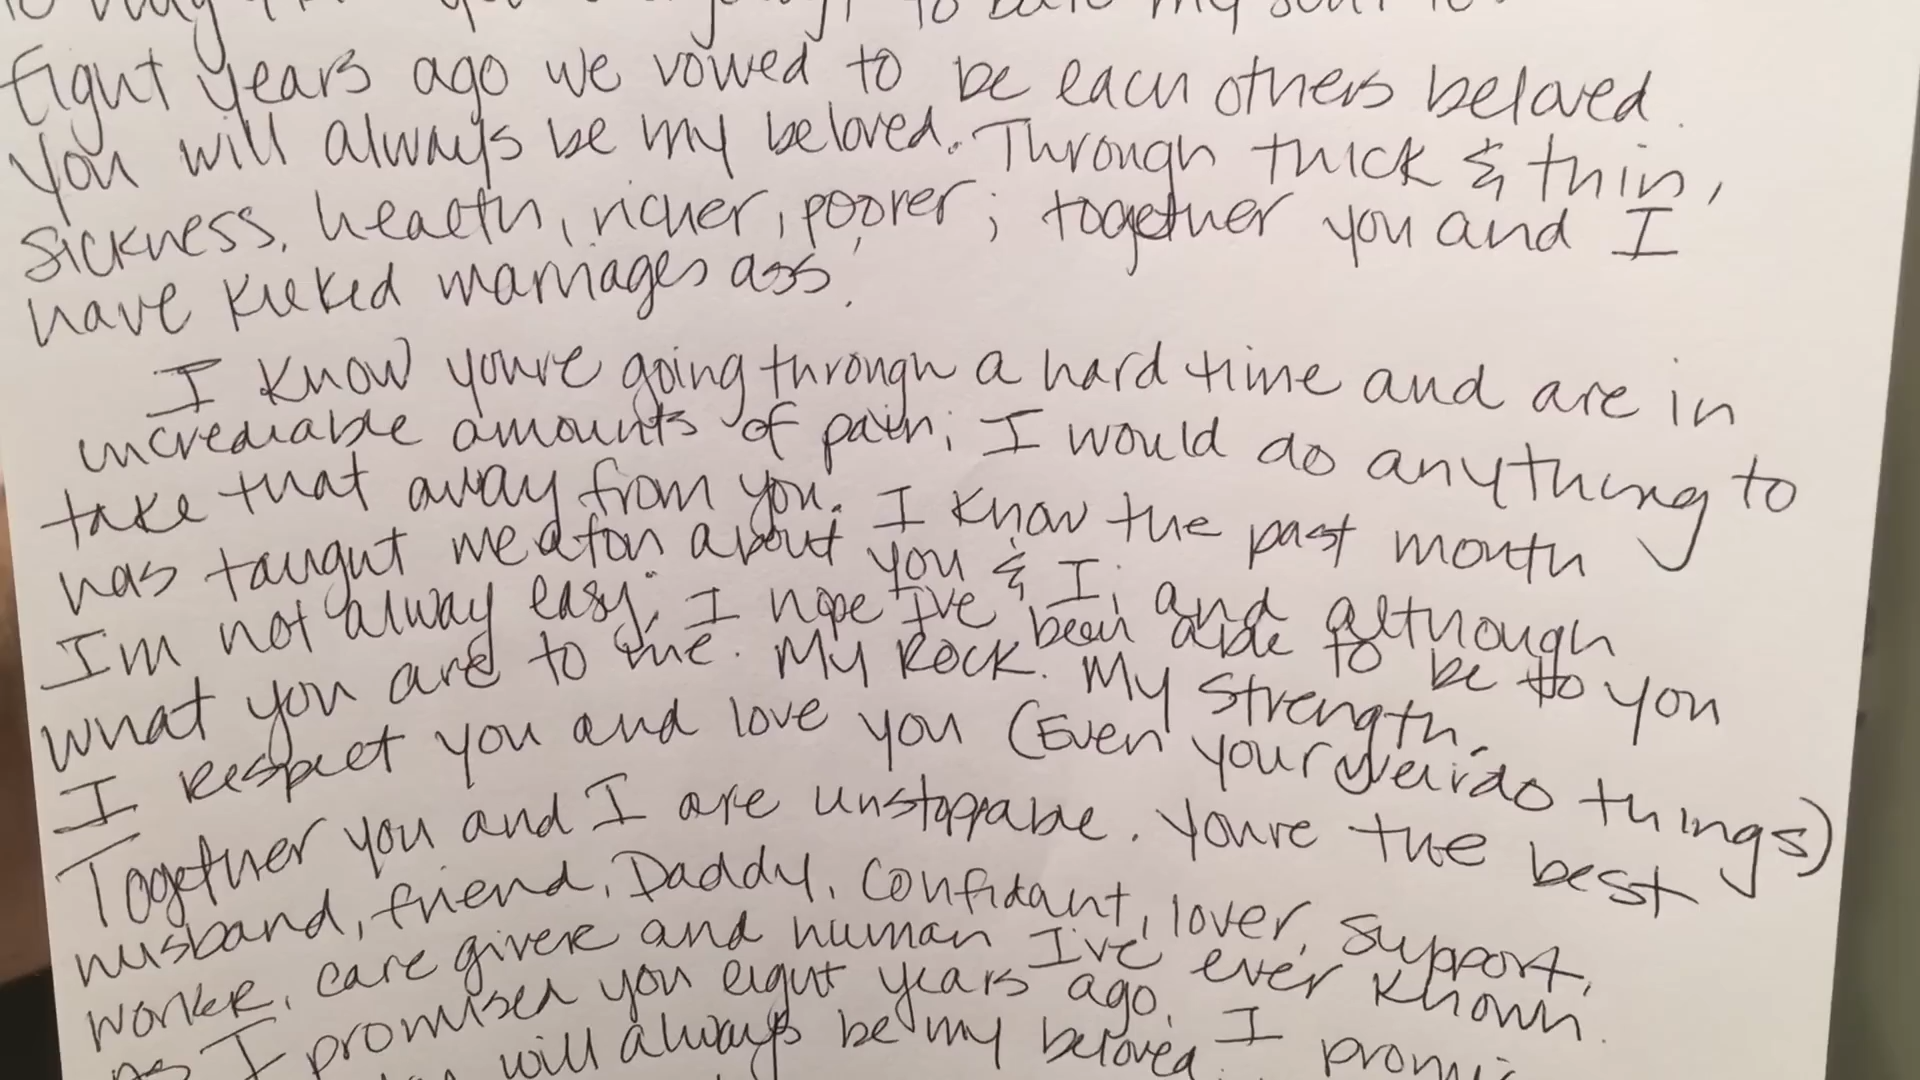 Eight years ago we vowed to be each others beloved.
You will always be my beloved. Through thick & thin,
sickness, health, richer, poorer; together you and I
have kicked marriages ass.
I know you're going through a hard time and are in
incrediable amounts of pain; I would do anything to
take that away from you. I know the past month
has taught me a ton about you & I; and although
I'm not alway easy; I hope I've been able to be to you
what you are to me. My Rock. My strength.
I respect you and love you (Even your weirdo things)
Together you and I are unstoppable. You're the best
husband, friend, Daddy, confidant, lover, support,
worker, care giver and human I've ever known.
As I promised you eight years ago, I promi
will always be my beloved.